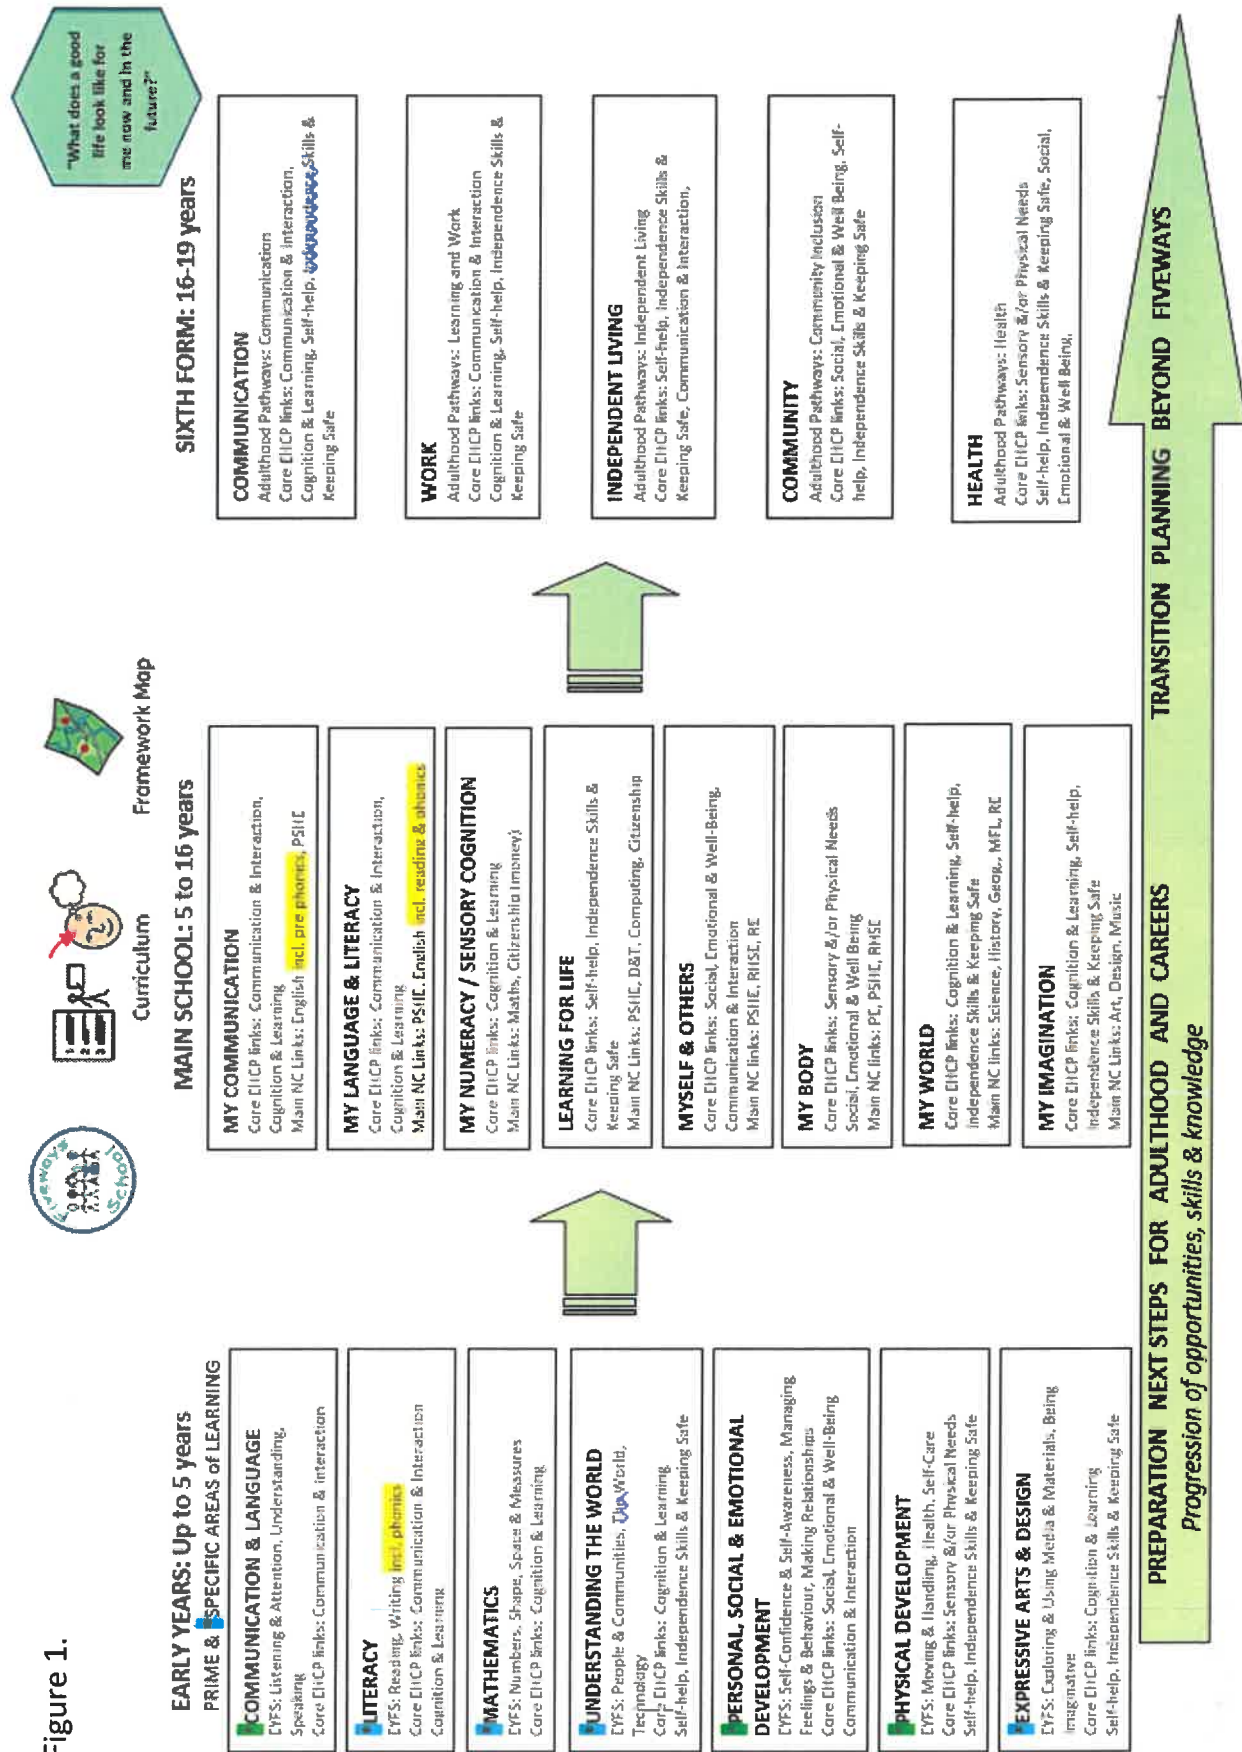 Figure 1.
Fiveways School
Curriculum
Framework Map
"What does a good
life look like for
me now and in the
future?"
EARLY YEARS: Up to 5 years
PRIME & SPECIFIC AREAS of LEARNING
COMMUNICATION & LANGUAGE
EYFS: Listening & Attention, Understanding,
Speaking
Core EHCP links: Communication & interaction
LITERACY
EYFS: Reading, Writing incl. phonics
Core EHCP links: Communication & Interaction
Cognition & Learning
MATHEMATICS
EYFS: Numbers, Shape, Space & Measures
Core EHCP links: Cognition & Learning
UNDERSTANDING THE WORLD
EYFS: People & Communities, The World,
Technology
Core EHCP links: Cognition & Learning
Self-help, Independence Skills & Keeping Safe
PERSONAL, SOCIAL & EMOTIONAL
DEVELOPMENT
EYFS: Self-Confidence & Self-Awareness, Managing
Feelings & Behaviour, Making Relationships
Core EHCP links: Social, Emotional & Well-Being
Communication & Interaction
PHYSICAL DEVELOPMENT
EYFS: Moving & Handling, Health, Self-Care
Core EHCP links: Sensory &/or Physical Needs
Self-help, Independence Skills & Keeping Safe
EXPRESSIVE ARTS & DESIGN
EYFS: Exploring & Using Media & Materials, Being
Imaginative
Core EHCP links: Cognition & Learning
Self-help, Independence Skills & Keeping Safe
MAIN SCHOOL: 5 to 16 years
MY COMMUNICATION
Core EHCP links: Communication & Interaction,
Cognition & Learning
Main NC Links: English incl. pre phonics, PSHE
MY LANGUAGE & LITERACY
Core EHCP links: Communication & Interaction,
Cognition & Learning
Main NC Links: PSHE, English incl. reading & phonics
MY NUMERACY / SENSORY COGNITION
Core EHCP links: Cognition & Learning
Main NC Links: Maths, Citizenship (money)
LEARNING FOR LIFE
Core EHCP links: Self-help, Independence Skills &
Keeping Safe
Main NC Links: PSHE, D&T, Computing, Citizenship
MYSELF & OTHERS
Core EHCP links: Social, Emotional & Well-Being,
Communication & Interaction
Main NC links: PSHE, RHSE, RE
MY BODY
Core EHCP links: Sensory &/or Physical Needs
Social, Emotional & Well Being
Main NC links: PE, PSHE, RHSE
MY WORLD
Core EHCP links: Cognition & Learning, Self-help,
Independence Skills & Keeping Safe
Main NC links: Science, History, Geog., MFL, RE
MY IMAGINATION
Core EHCP links: Cognition & Learning, Self-help,
Independence Skills & Keeping Safe
Main NC Links: Art, Design, Music
SIXTH FORM: 16-19 years
COMMUNICATION
Adulthood Pathways: Communication
Core EHCP links: Communication & Interaction,
Cognition & Learning, Self-help, Independence Skills &
Keeping Safe
WORK
Adulthood Pathways: Learning and Work
Core EHCP links: Communication & Interaction
Cognition & Learning, Self-help, Independence Skills &
Keeping Safe
INDEPENDENT LIVING
Adulthood Pathways: Independent Living
Core EHCP links: Self-help, Independence Skills &
Keeping Safe, Communication & Interaction,
COMMUNITY
Adulthood Pathways: Community Inclusion
Core EHCP links: Social, Emotional & Well Being, Self-
help, Independence Skills & Keeping Safe
HEALTH
Adulthood Pathways: Health
Core EHCP links: Sensory &/or Physical Needs
Self-help, Independence Skills & Keeping Safe, Social,
Emotional & Well Being,
PREPARATION NEXT STEPS FOR ADULTHOOD AND CAREERS TRANSITION PLANNING BEYOND FIVEWAYS
Progression of opportunities, skills & knowledge